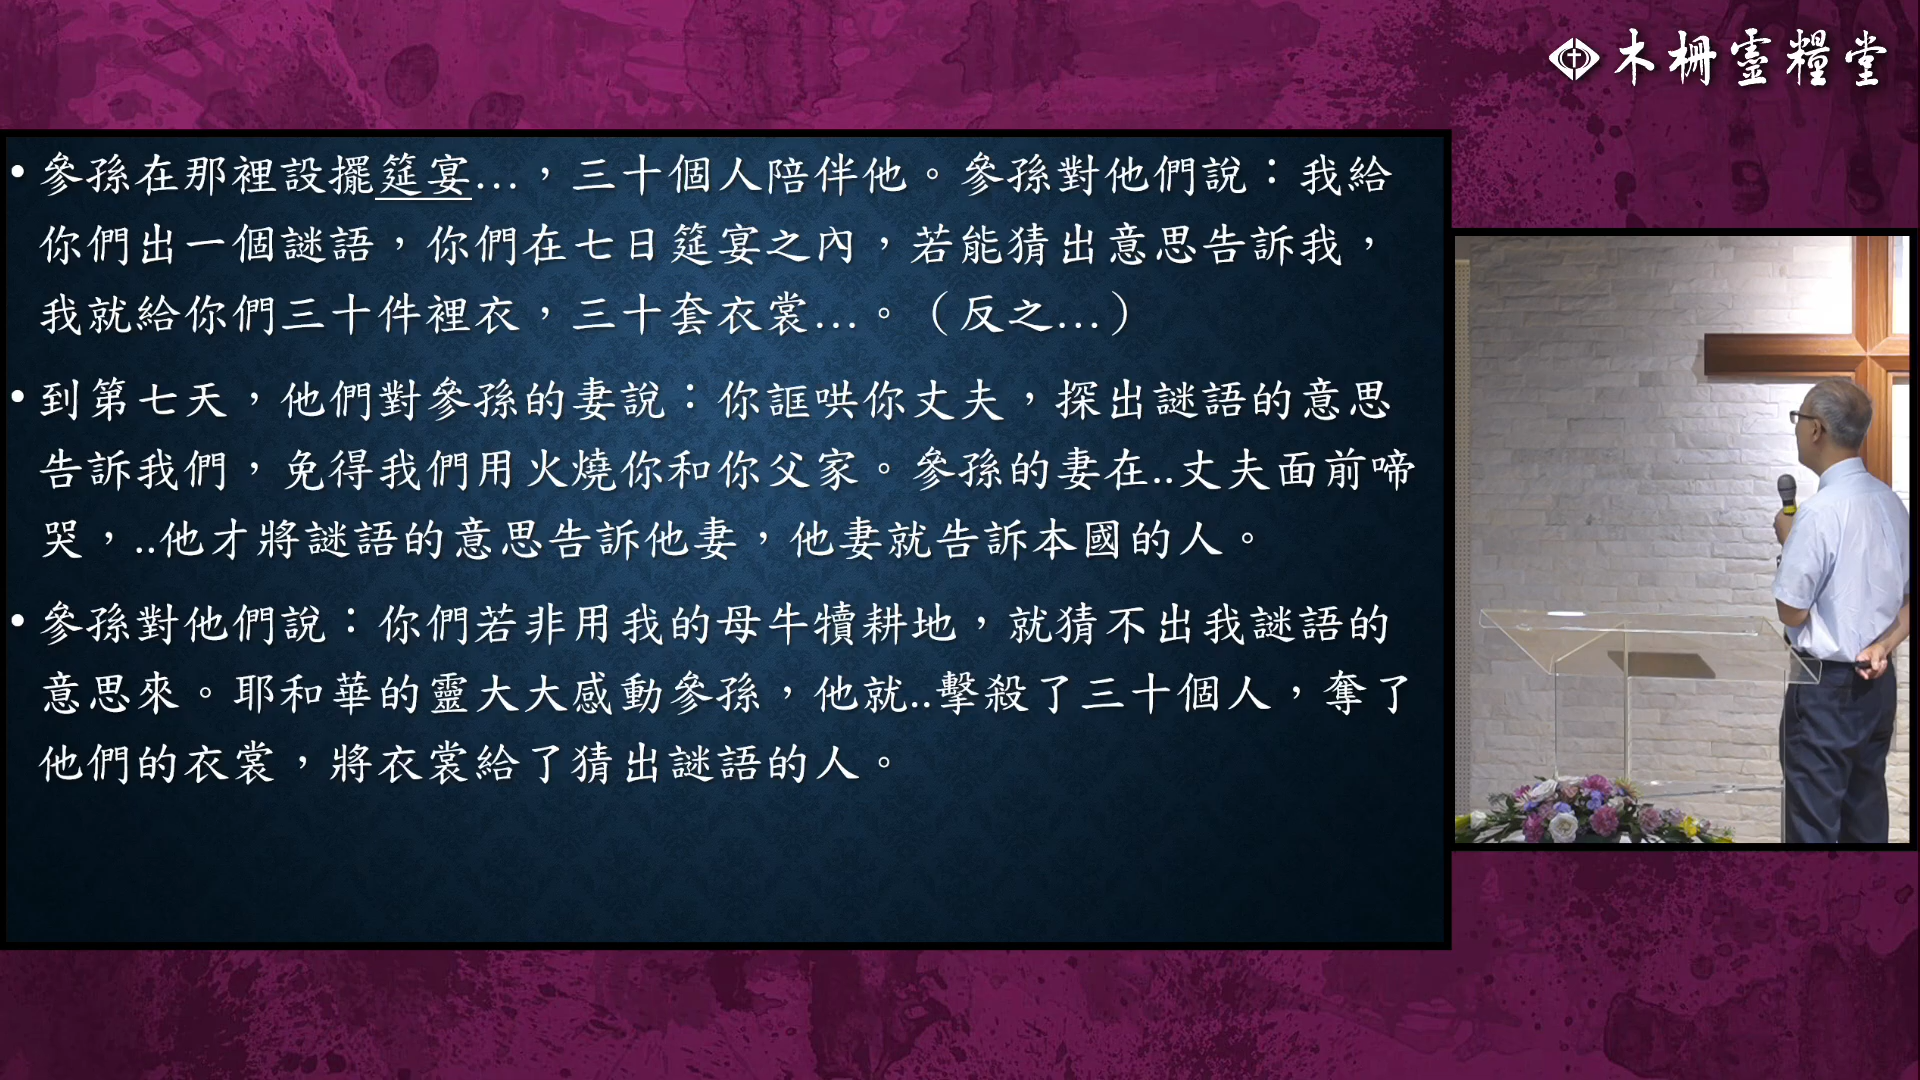 木柵靈糧堂
• 參孫在那裡設擺筵宴…，三十個人陪伴他。參孫對他們說：我給
你們出一個謎語，你們在七日筵宴之內，若能猜出意思告訴我，
我就給你們三十件裡衣，三十套衣裳…。（反之…）
• 到第七天，他們對參孫的妻說：你誆哄你丈夫，探出謎語的意思
告訴我們，免得我們用火燒你和你父家。參孫的妻在..丈夫面前啼
哭，..他才將謎語的意思告訴他妻，他妻就告訴本國的人。
• 參孫對他們說：你們若非用我的母牛犢耕地，就猜不出我謎語的
意思來。耶和華的靈大大感動參孫，他就..擊殺了三十個人，奪了
他們的衣裳，將衣裳給了猜出謎語的人。